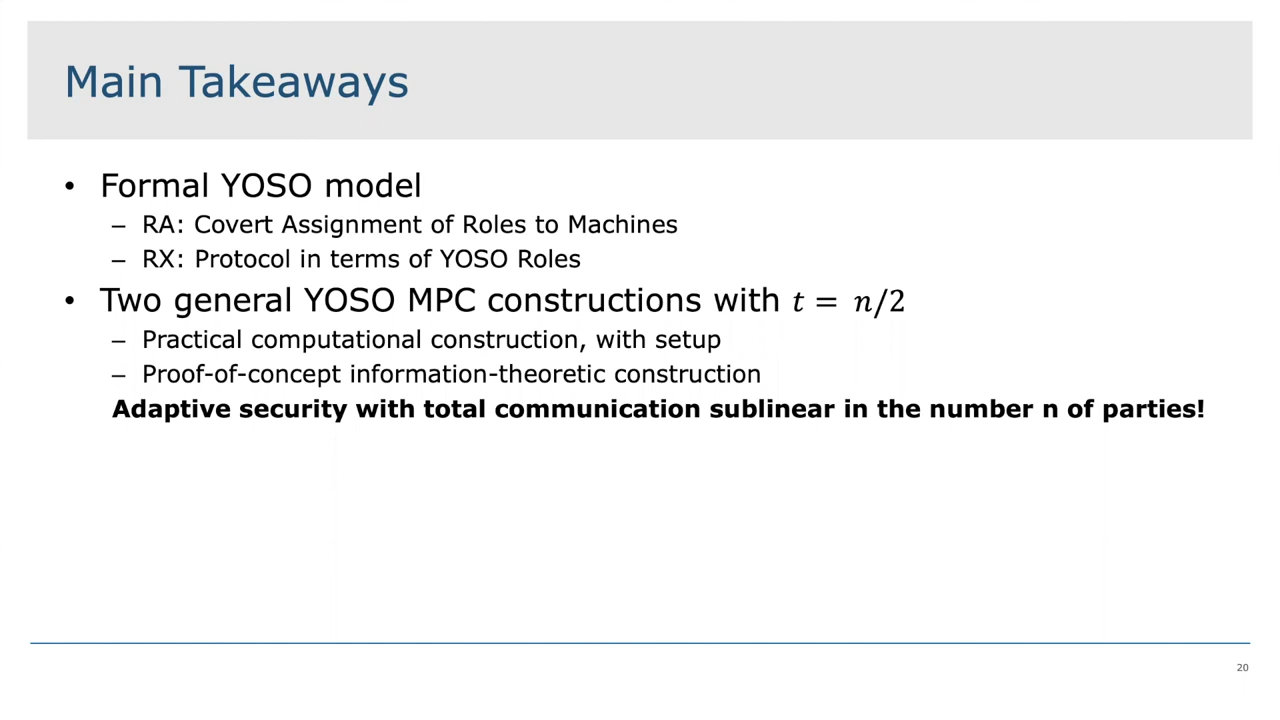 Main Takeaways
• Formal YOSO model
– RA: Covert Assignment of Roles to Machines
– RX: Protocol in terms of YOSO Roles
• Two general YOSO MPC constructions with t = n/2
– Practical computational construction, with setup
– Proof-of-concept information-theoretic construction
Adaptive security with total communication sublinear in the number n of parties!
20